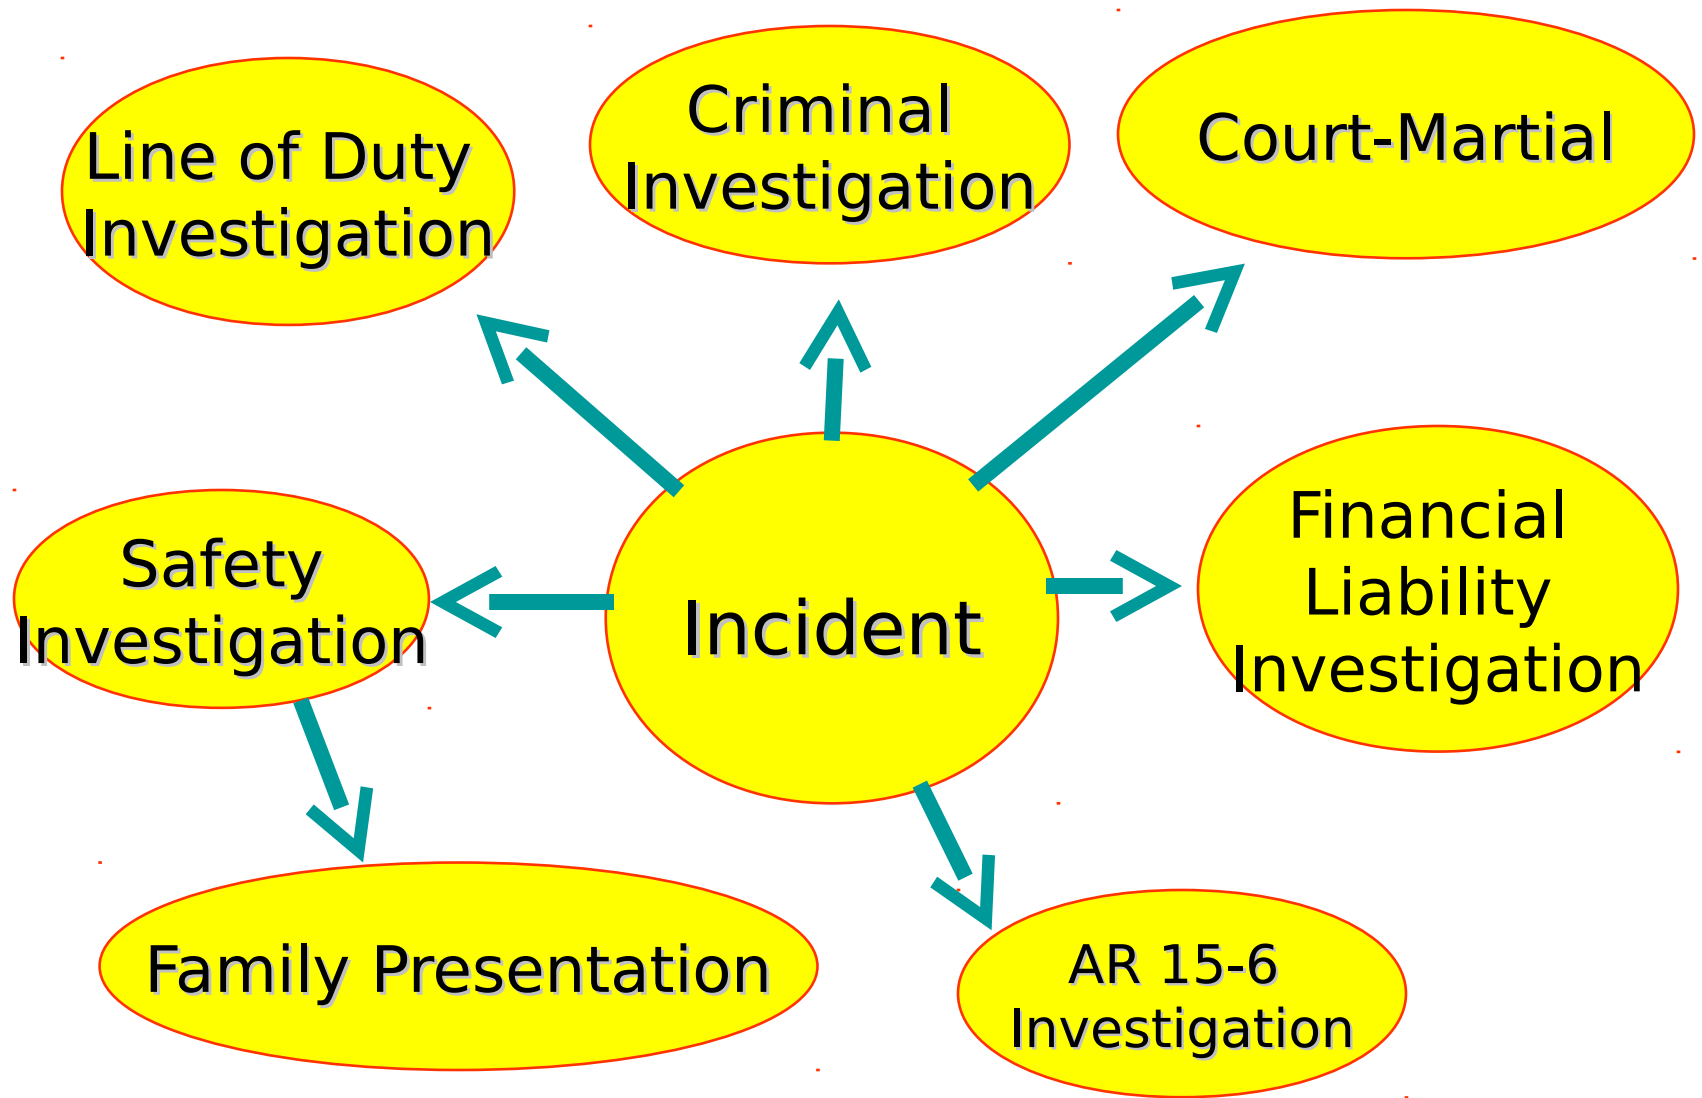 Line of Duty
Investigation
Criminal
Investigation
Court-Martial
Safety
Investigation
Incident
Financial
Liability
Investigation
Family Presentation
AR 15-6
Investigation